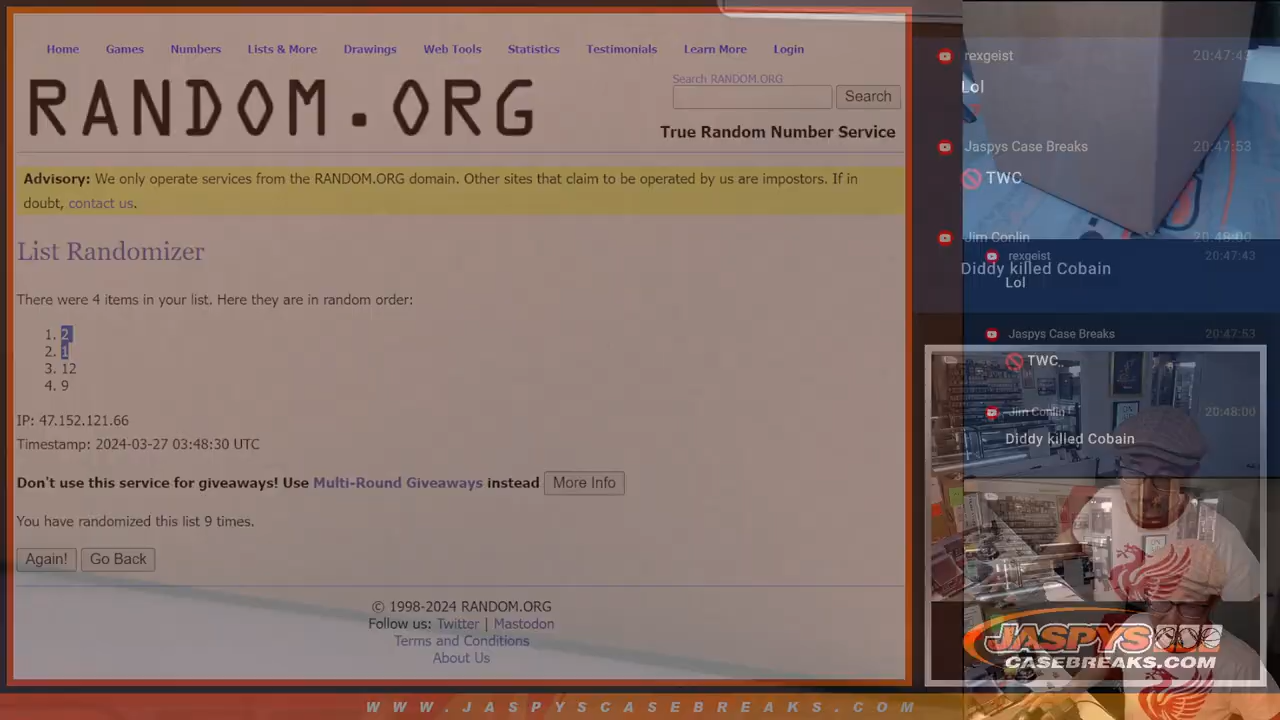 Home Games Numbers Lists & More Drawings Web Tools Statistics Testimonials Learn More Login
RANDOM.ORG
Search RANDOM.ORG
Search
True Random Number Service
Advisory: We only operate services from the RANDOM.ORG domain. Other sites that claim to be operated by us are impostors. If in
doubt, contact us.
List Randomizer
There were 4 items in your list. Here they are in random order:
1. 2
2. 1
3. 12
4. 9
IP: 47.152.121.66
Timestamp: 2024-03-27 03:48:30 UTC
Don't use this service for giveaways! Use Multi-Round Giveaways instead More Info
You have randomized this list 9 times.
Again! Go Back
© 1998-2024 RANDOM.ORG
Follow us: Twitter | Mastodon
Terms and Conditions
About Us
rexgeist 20:47:43
Lol
Jaspys Case Breaks 20:47:53
TWC
Jim Conlin 20:48:00
Diddy killed Cobain
rexgeist 20:47:43
Lol
Jaspys Case Breaks 20:47:53
TWC
Jim Conlin 20:48:00
Diddy killed Cobain
JASPYS
CASEBREAKS.COM
WWW.JASPYSCASEBREAKS.COM